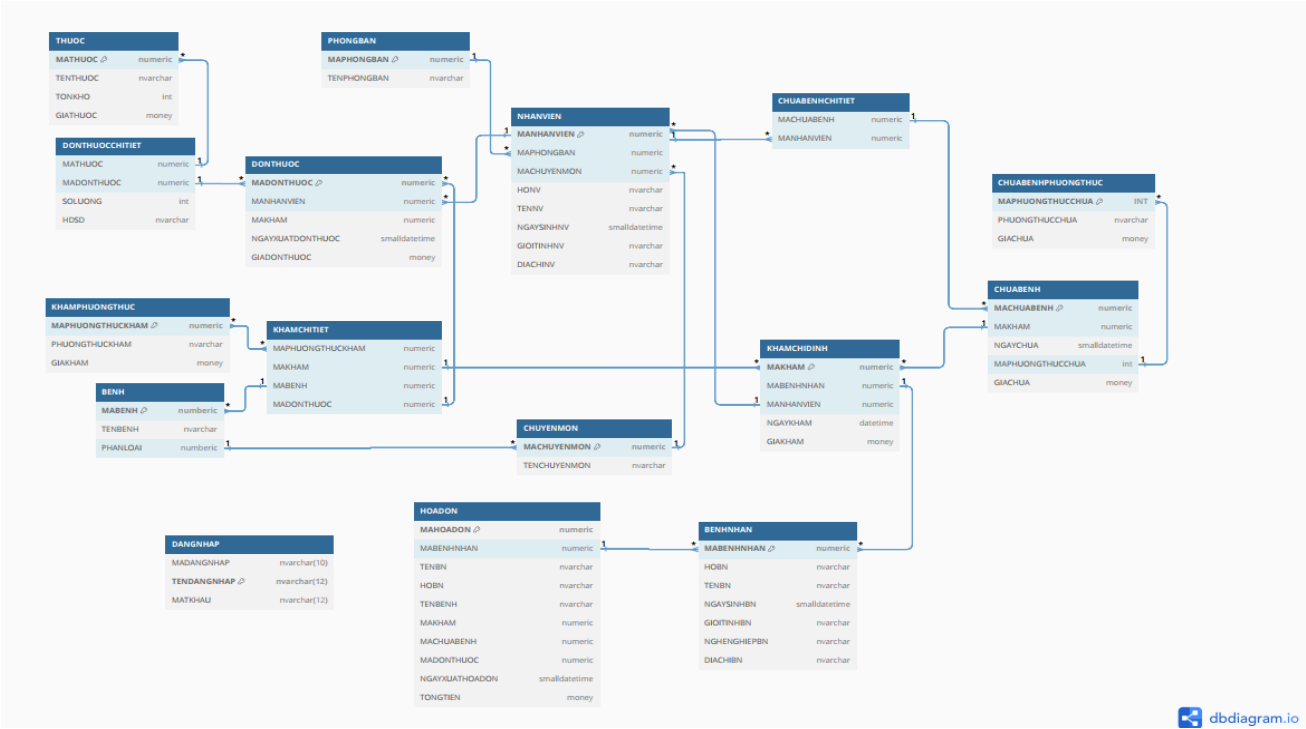 THUOC
MATHUOC numeric
TENTHUOC nvarchar
TONKHO int
GIATHUOC money
PHONGBAN
MAPHONGBAN numeric
TENPHONGBAN nvarchar
DONTHUOCCHITIET
MATHUOC numeric
MADONTHUOC numeric
SOLUONG int
HDSD nvarchar
DONTHUOC
MADONTHUOC numeric
MANHANVIEN numeric
MAKHAM numeric
NGAYXUATDONTHUOC smalldatetime
GIADONTHUOC money
NHANVIEN
MANHANVIEN numeric
MAPHONGBAN numeric
MACHUYENMON numeric
HONV nvarchar
TENNV nvarchar
NGAYSINHNV smalldatetime
GIOITINHNV nvarchar
DIACHINV nvarchar
CHUABENHCHITIET
MACHUABENH numeric
MANHANVIEN numeric
CHUABENHPHUONGTHUC
MAPHUONGTHUCCHUA INT
PHUONGTHUCCHUA nvarchar
GIACHUA money
CHUABENH
MACHUABENH numeric
MAKHAM numeric
NGAYCHUA smalldatetime
MAPHUONGTHUCCHUA int
GIACHUA money
KHAMPHUONGTHUC
MAPHUONGTHUCKHAM numeric
PHUONGTHUCKHAM nvarchar
GIAKHAM money
KHAMCHITIET
MAPHUONGTHUCKHAM numeric
MAKHAM numeric
MABENH numeric
MADONTHUOC numeric
KHAMCHIDINH
MAKHAM numeric
MABENHNHAN numeric
MANHANVIEN numeric
NGAYKHAM datetime
GIAKHAM money
BENH
MABENH numberic
TENBENH nvarchar
PHANLOAI numberic
CHUYENMON
MACHUYENMON numeric
TENCHUYENMON nvarchar
HOADON
MAHOADON numeric
MABENHNHAN numeric
TENBN nvarchar
HOBN nvarchar
TENBENH nvarchar
MAKHAM numeric
MACHUABENH numeric
MADONTHUOC numeric
NGAYXUATHOADON smalldatetime
TONGTIEN money
BENHNHAN
MABENHNHAN numeric
HOBN nvarchar
TENBN nvarchar
NGAYSINHBN smalldatetime
GIOITINHBN nvarchar
NGHENGHIEPBN nvarchar
DIACHIBN nvarchar
DANGNHAP
MADANGNHAP nvarchar(10)
TENDANGNHAP nvarchar(12)
MATKHAU nvarchar(12)
dbdiagram.io